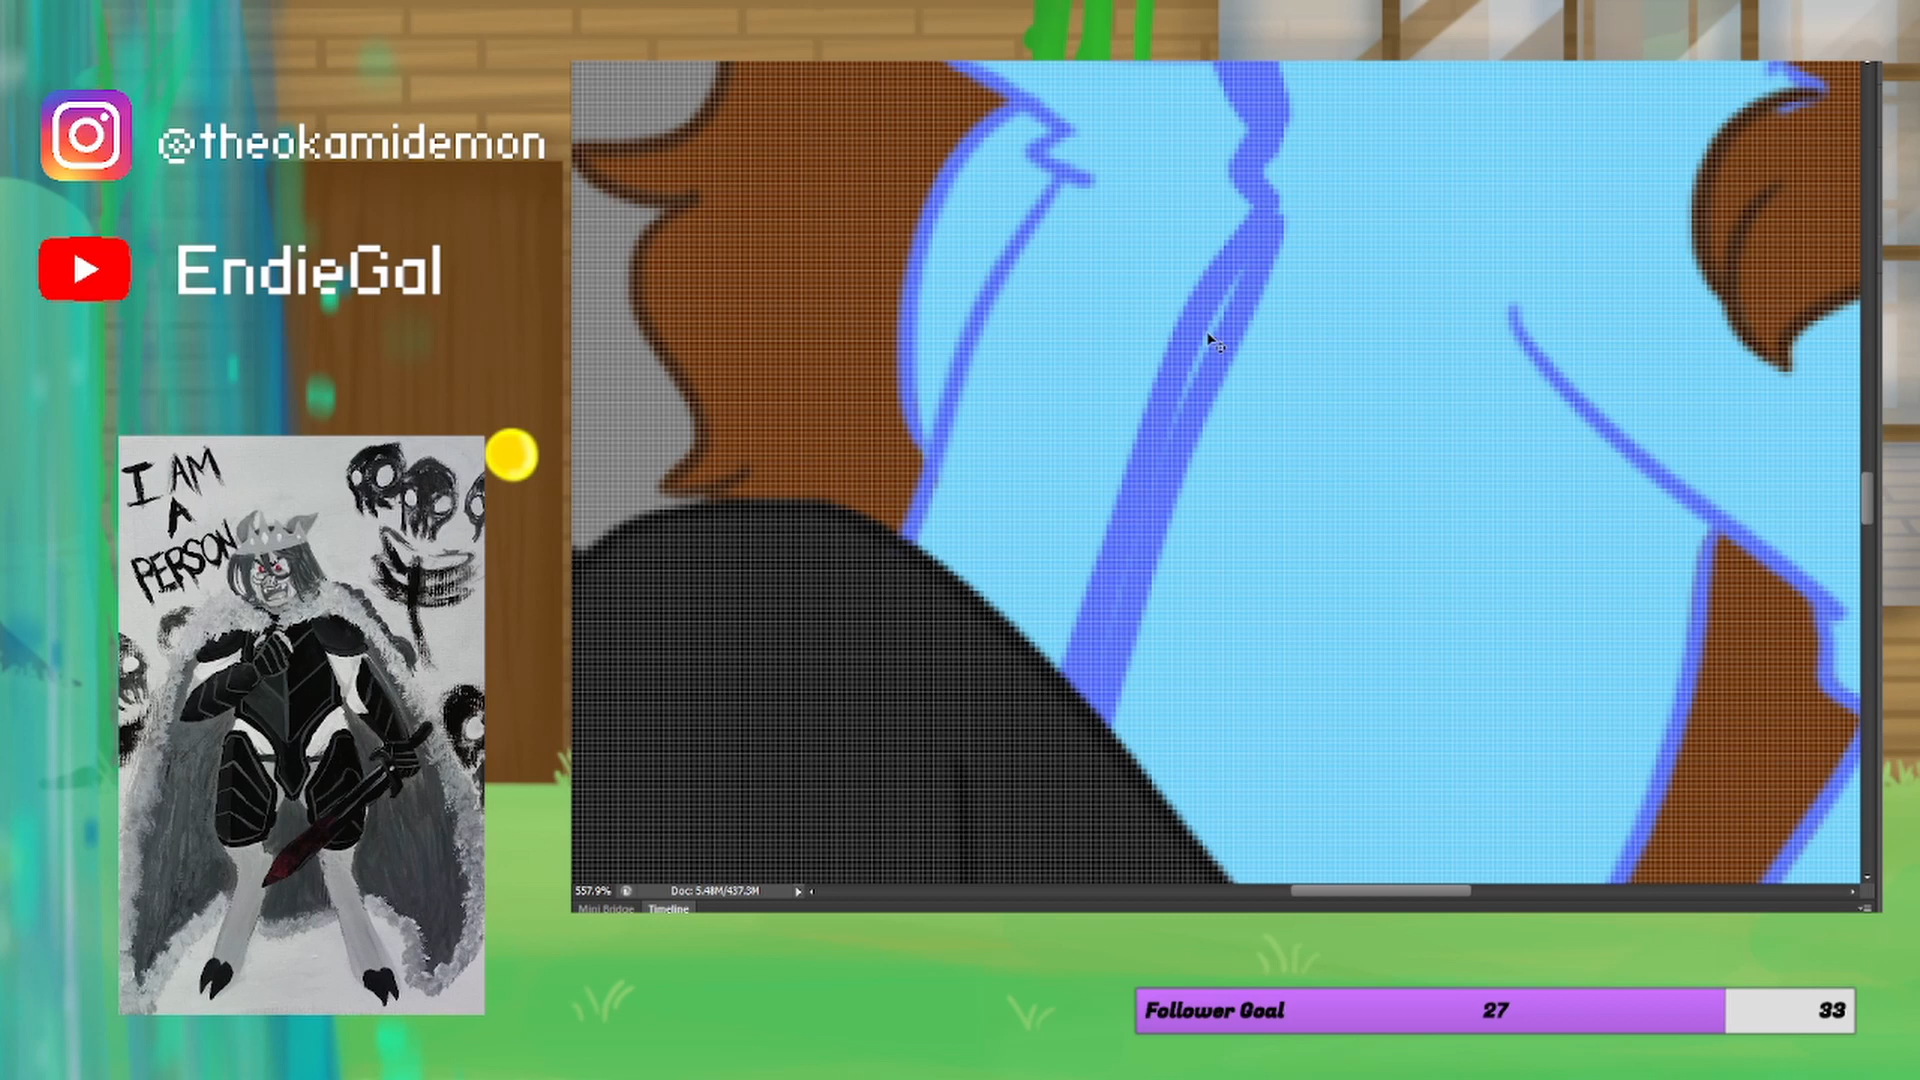 @theokamidemon
EndieGal
I AM
A
PERSON
557.9%
Doc: 5.48M/437.3M
Mini Bridge
Timeline
Follower Goal
27
33